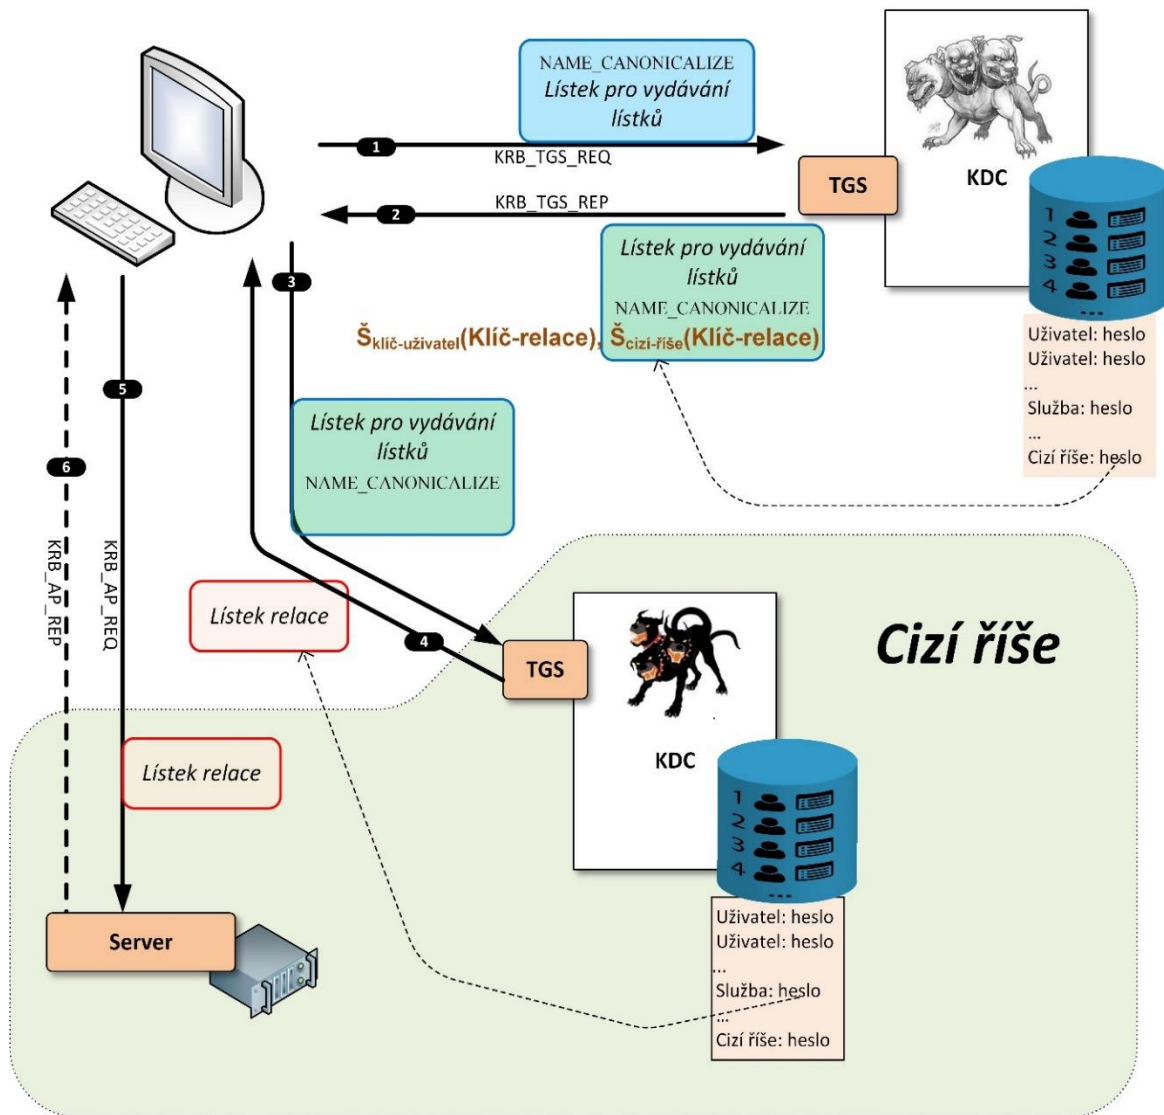 NAME_CANONICALIZE
Lístek pro vydávání
lístků
1
KRB_TGS_REQ
TGS
KDC
2
KRB_TGS_REP
1
2
3
4
...
Lístek pro vydávání
lístků
NAME_CANONICALIZE
Šklíč-uživatel(Klíč-relace), Šcizí-říše(Klíč-relace)
Uživatel: heslo
Uživatel: heslo
...
Služba: heslo
...
Cizí říše: heslo
3
5
6
Lístek pro vydávání
lístků
NAME_CANONICALIZE
KRB_AP_REP
KRB_AP_REQ
Lístek relace
4
TGS
KDC
Cizí říše
Lístek relace
1
2
3
4
...
Server
Uživatel: heslo
Uživatel: heslo
...
Služba: heslo
...
Cizí říše: heslo